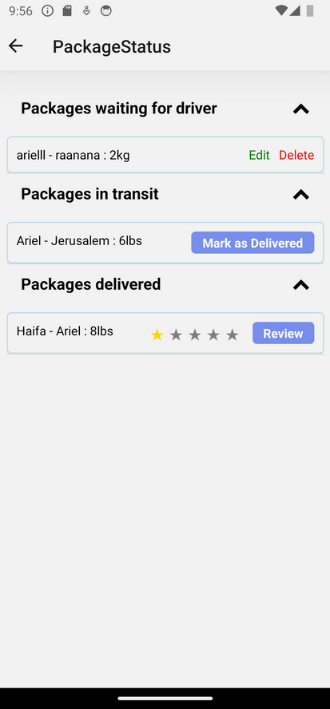 9:56
PackageStatus
Packages waiting for driver
arielll - raanana : 2kg Edit Delete
Packages in transit
Ariel - Jerusalem : 6lbs Mark as Delivered
Packages delivered
Haifa - Ariel : 8lbs Review